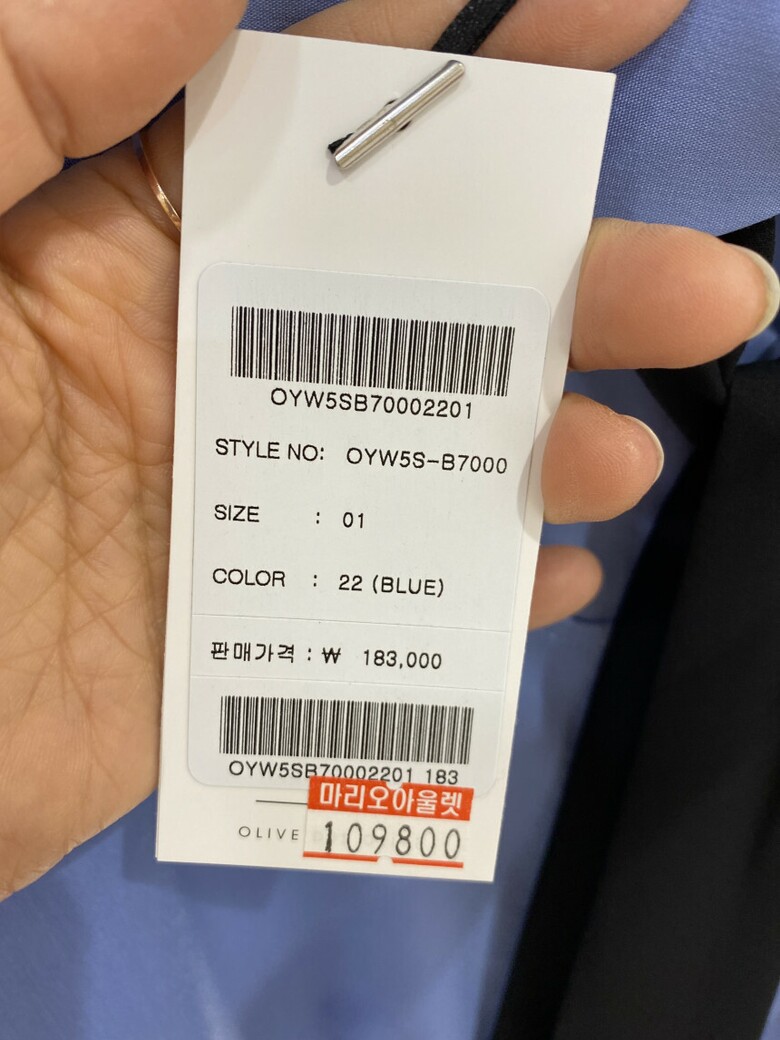 OYW5SB70002201
STYLE NO: OYW5S-B7000
SIZE : 01
COLOR : 22 (BLUE)
판매가격 : ₩ 183,000
OYW5SB70002201 183
마리오아울렛
OLIVE
109800